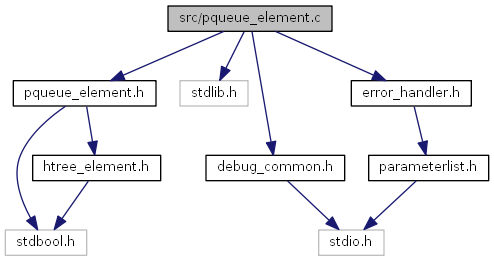 src/pqueue_element.c
pqueue_element.h
stdlib.h
error_handler.h
htree_element.h
debug_common.h
parameterlist.h
stdbool.h
stdio.h